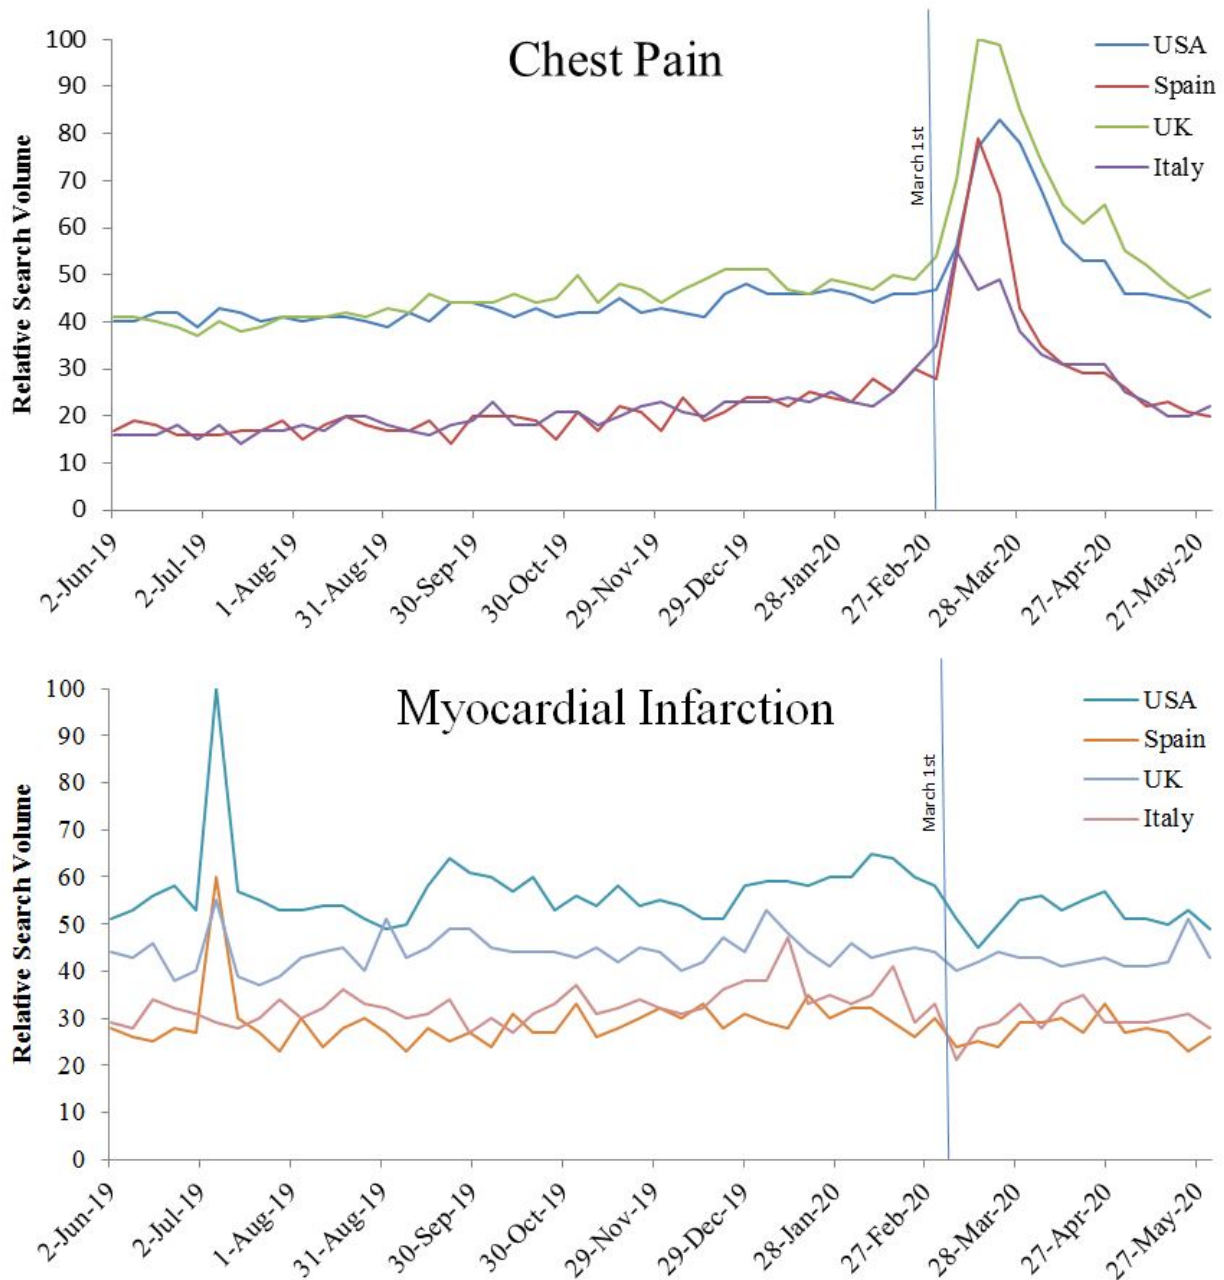 Chest Pain
Relative Search Volume
100
90
80
70
60
50
40
30
20
10
0
March 1st
USA
Spain
UK
Italy
2-Jun-19
2-Jul-19
1-Aug-19
31-Aug-19
30-Sep-19
30-Oct-19
29-Nov-19
29-Dec-19
28-Jan-20
27-Feb-20
28-Mar-20
27-Apr-20
27-May-20
Myocardial Infarction
Relative Search Volume
100
90
80
70
60
50
40
30
20
10
0
March 1st
USA
Spain
UK
Italy
2-Jun-19
2-Jul-19
1-Aug-19
31-Aug-19
30-Sep-19
30-Oct-19
29-Nov-19
29-Dec-19
28-Jan-20
27-Feb-20
28-Mar-20
27-Apr-20
27-May-20